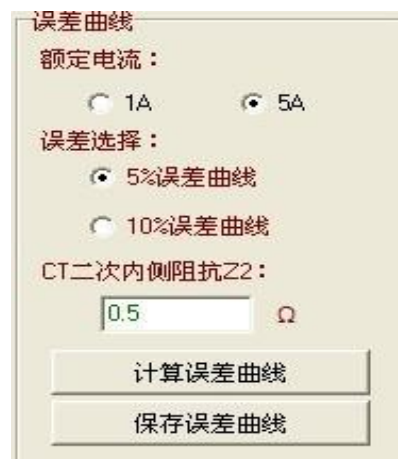 误差曲线
额定电流：
1A 5A
误差选择：
5%误差曲线
10%误差曲线
CT二次内侧阻抗Z2：
0.5 Ω
计算误差曲线
保存误差曲线